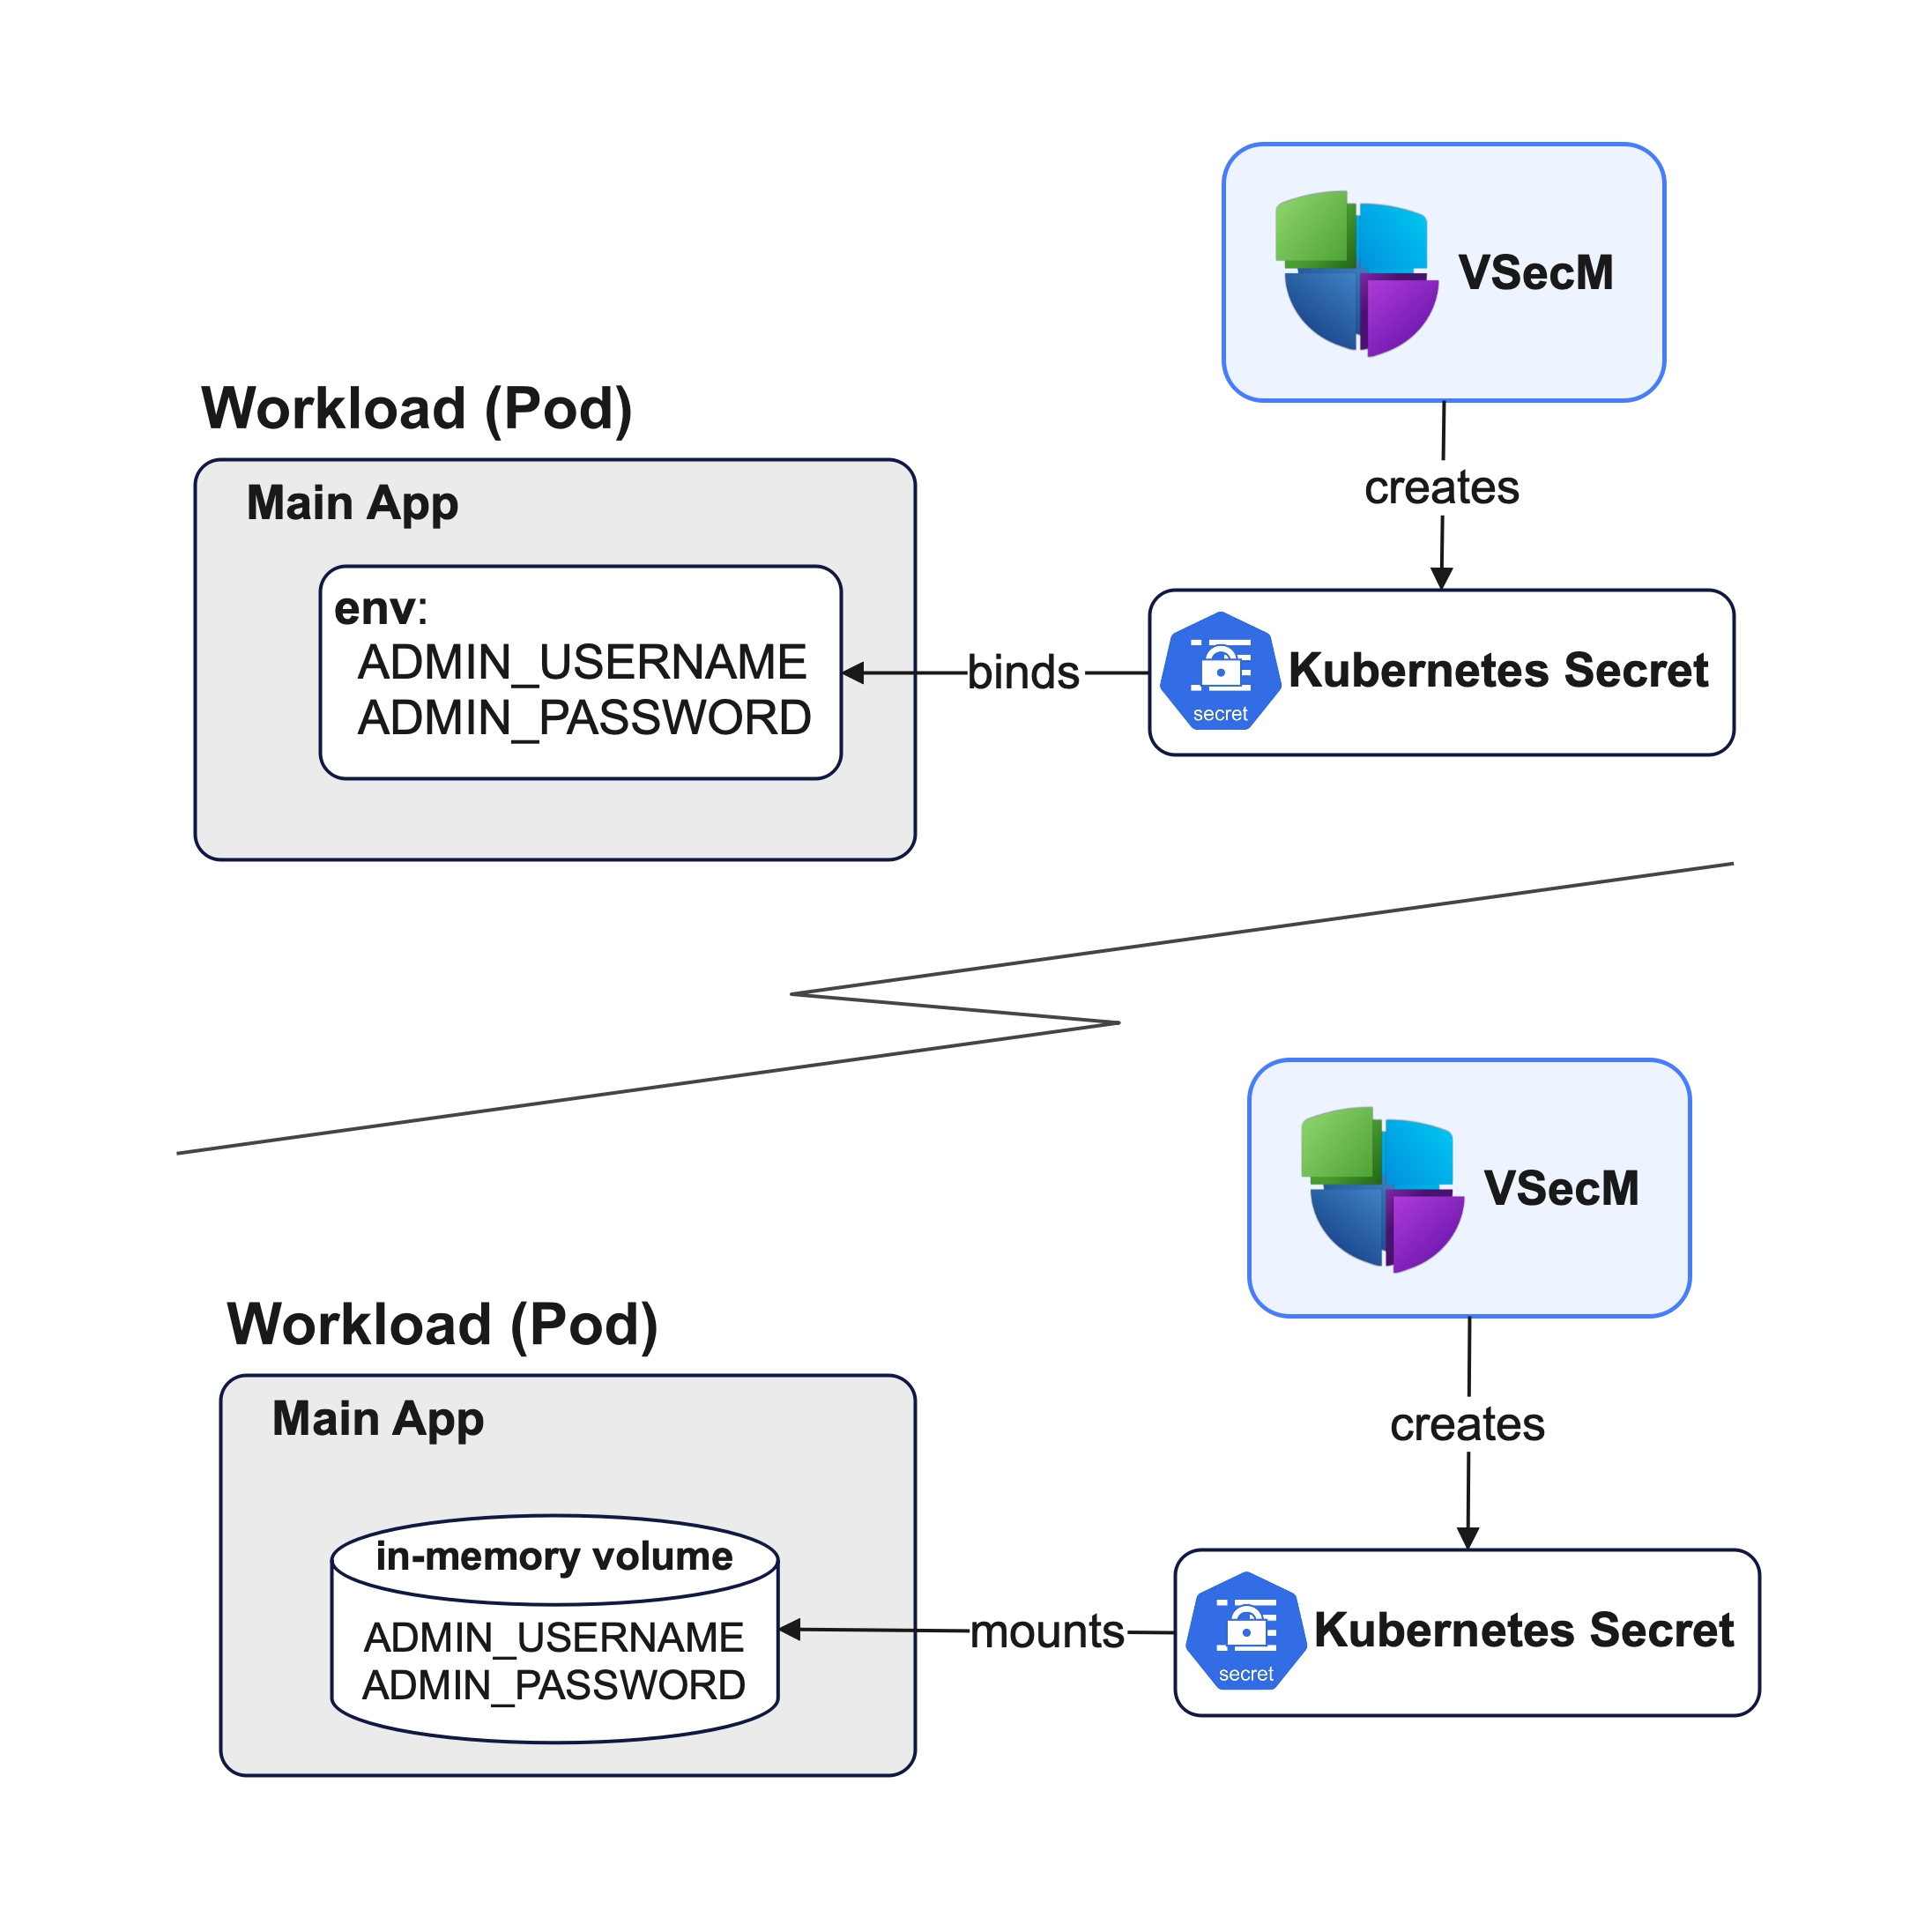 VSecM
Workload (Pod)
Main App
creates
env:
ADMIN_USERNAME
ADMIN_PASSWORD
binds
secret
Kubernetes Secret
VSecM
Workload (Pod)
Main App
creates
in-memory volume
ADMIN_USERNAME
ADMIN_PASSWORD
mounts
secret
Kubernetes Secret